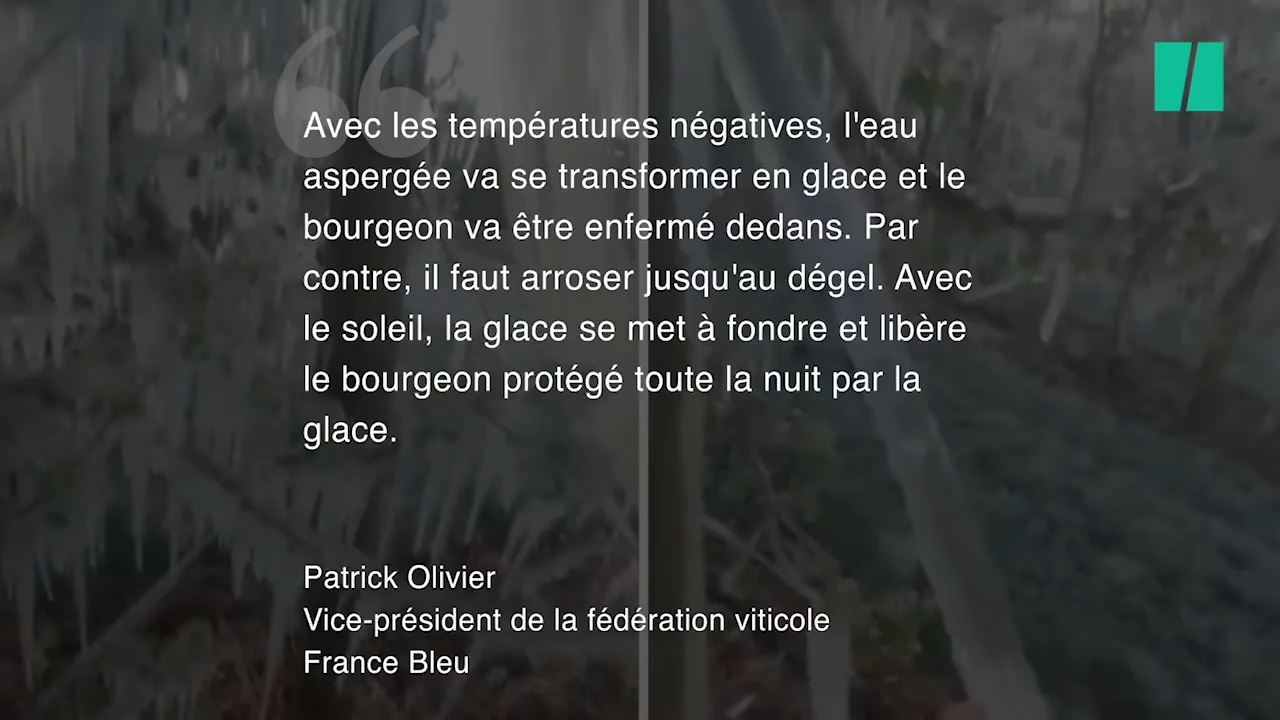 Avec les températures négatives, l'eau
aspergée va se transformer en glace et le
bourgeon va être enfermé dedans. Par
contre, il faut arroser jusqu'au dégel. Avec
le soleil, la glace se met à fondre et libère
le bourgeon protégé toute la nuit par la
glace.
Patrick Olivier
Vice-président de la fédération viticole
France Bleu